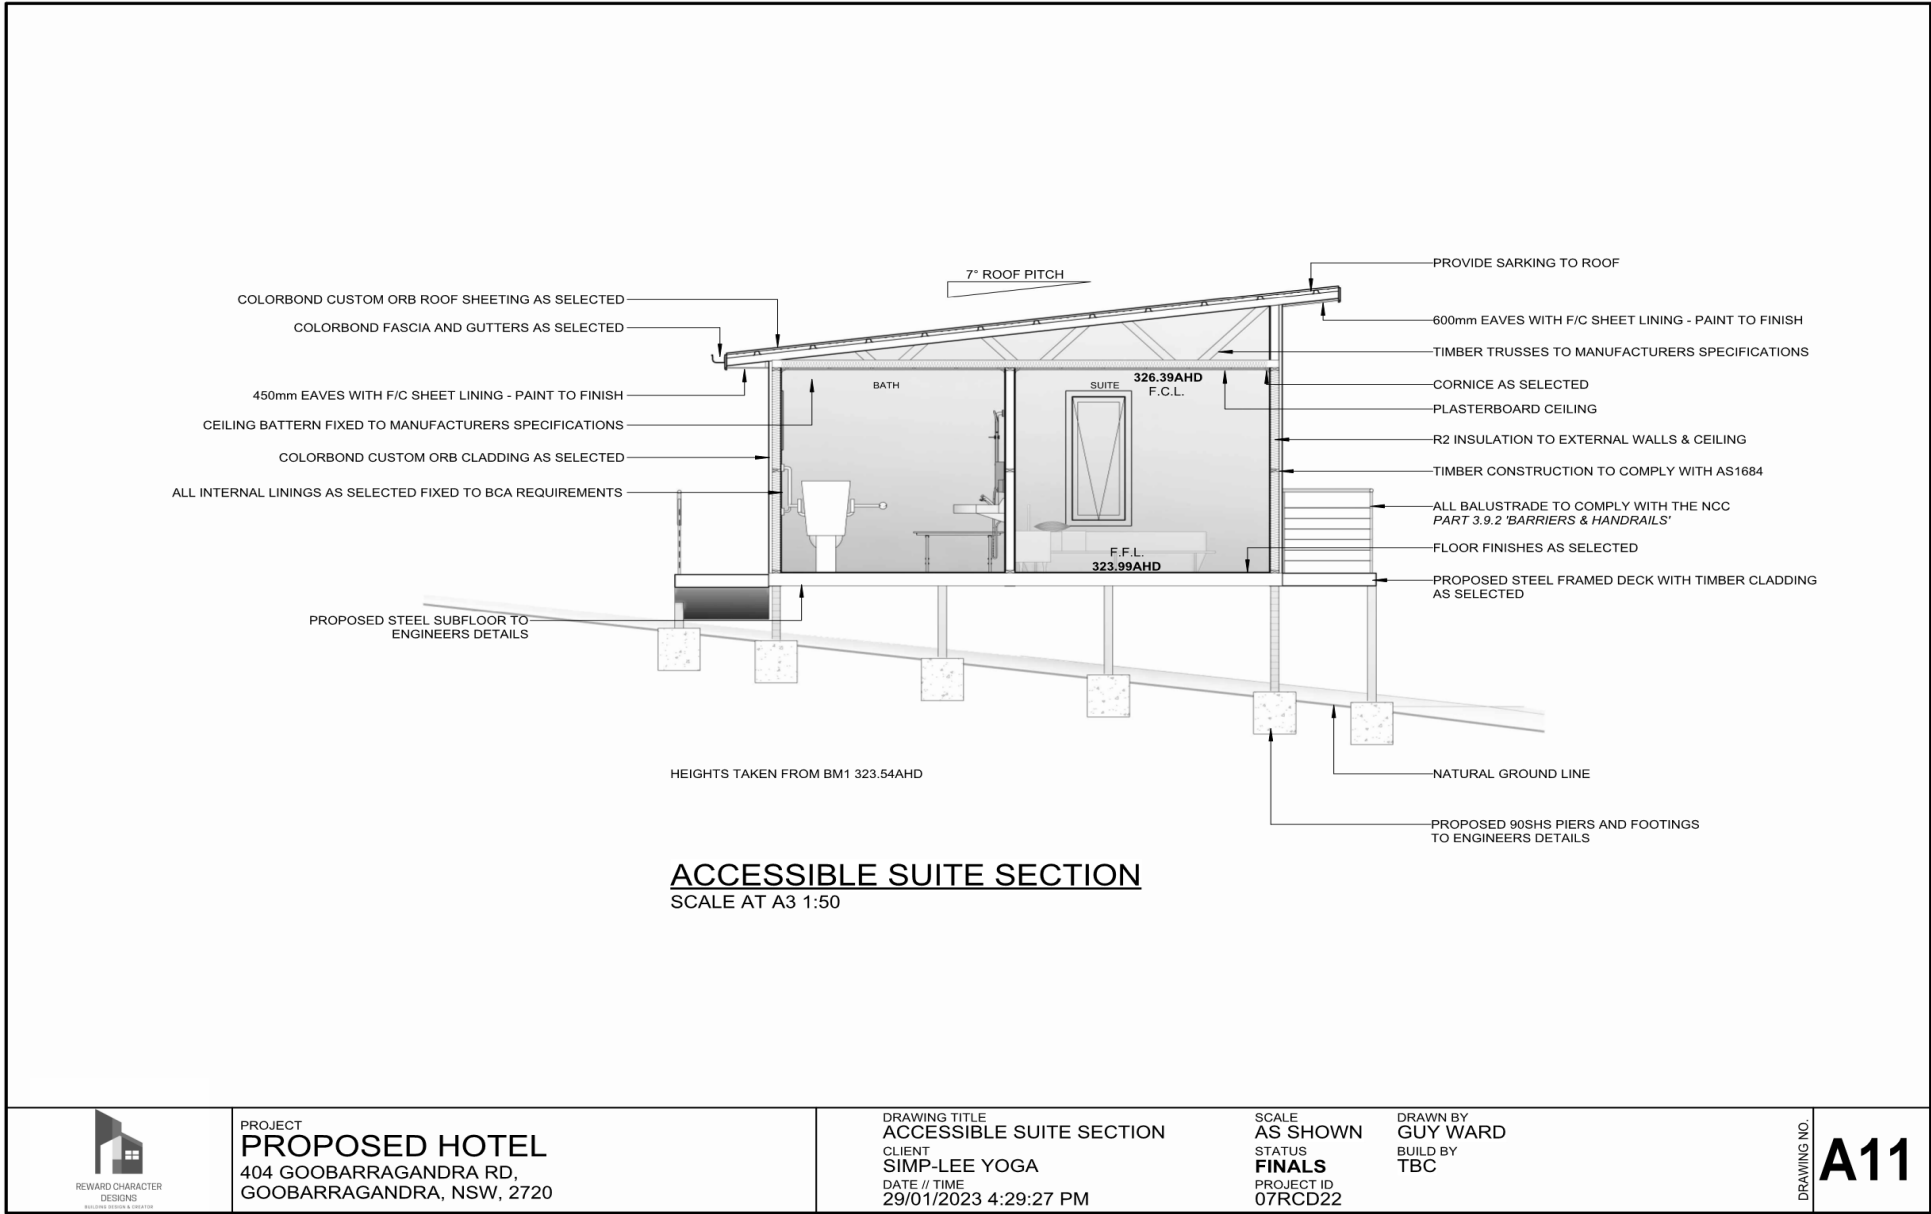 7° ROOF PITCH
COLORBOND CUSTOM ORB ROOF SHEETING AS SELECTED
COLORBOND FASCIA AND GUTTERS AS SELECTED
450mm EAVES WITH F/C SHEET LINING - PAINT TO FINISH
CEILING BATTERN FIXED TO MANUFACTURERS SPECIFICATIONS
COLORBOND CUSTOM ORB CLADDING AS SELECTED
ALL INTERNAL LININGS AS SELECTED FIXED TO BCA REQUIREMENTS
PROPOSED STEEL SUBFLOOR TO
ENGINEERS DETAILS
BATH
SUITE
326.39AHD
F.C.L.
F.F.L.
323.99AHD
PROVIDE SARKING TO ROOF
600mm EAVES WITH F/C SHEET LINING - PAINT TO FINISH
TIMBER TRUSSES TO MANUFACTURERS SPECIFICATIONS
CORNICE AS SELECTED
PLASTERBOARD CEILING
R2 INSULATION TO EXTERNAL WALLS & CEILING
TIMBER CONSTRUCTION TO COMPLY WITH AS1684
ALL BALUSTRADE TO COMPLY WITH THE NCC
PART 3.9.2 'BARRIERS & HANDRAILS'
FLOOR FINISHES AS SELECTED
PROPOSED STEEL FRAMED DECK WITH TIMBER CLADDING
AS SELECTED
NATURAL GROUND LINE
PROPOSED 90SHS PIERS AND FOOTINGS
TO ENGINEERS DETAILS
HEIGHTS TAKEN FROM BM1 323.54AHD
ACCESSIBLE SUITE SECTION
SCALE AT A3 1:50
REWARD CHARACTER
DESIGNS
BUILDING DESIGN & CREATOR
PROJECT
PROPOSED HOTEL
404 GOOBARRAGANDRA RD,
GOOBARRAGANDRA, NSW, 2720
DRAWING TITLE
ACCESSIBLE SUITE SECTION
CLIENT
SIMP-LEE YOGA
DATE // TIME
29/01/2023 4:29:27 PM
SCALE
AS SHOWN
STATUS
FINALS
PROJECT ID
07RCD22
DRAWN BY
GUY WARD
BUILD BY
TBC
DRAWING NO.
A11